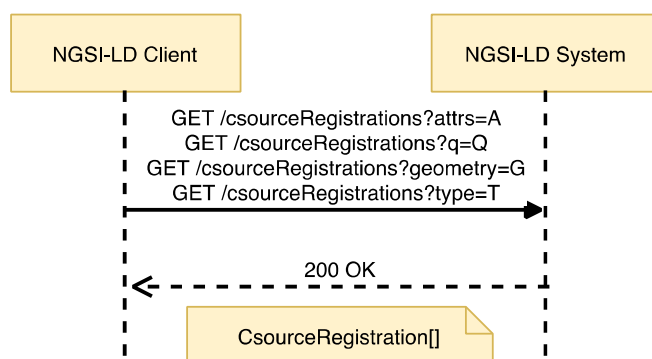 NGSI-LD Client
NGSI-LD System
GET /csourceRegistrations?attrs=A
GET /csourceRegistrations?q=Q
GET /csourceRegistrations?geometry=G
GET /csourceRegistrations?type=T
200 OK
CsourceRegistration[]